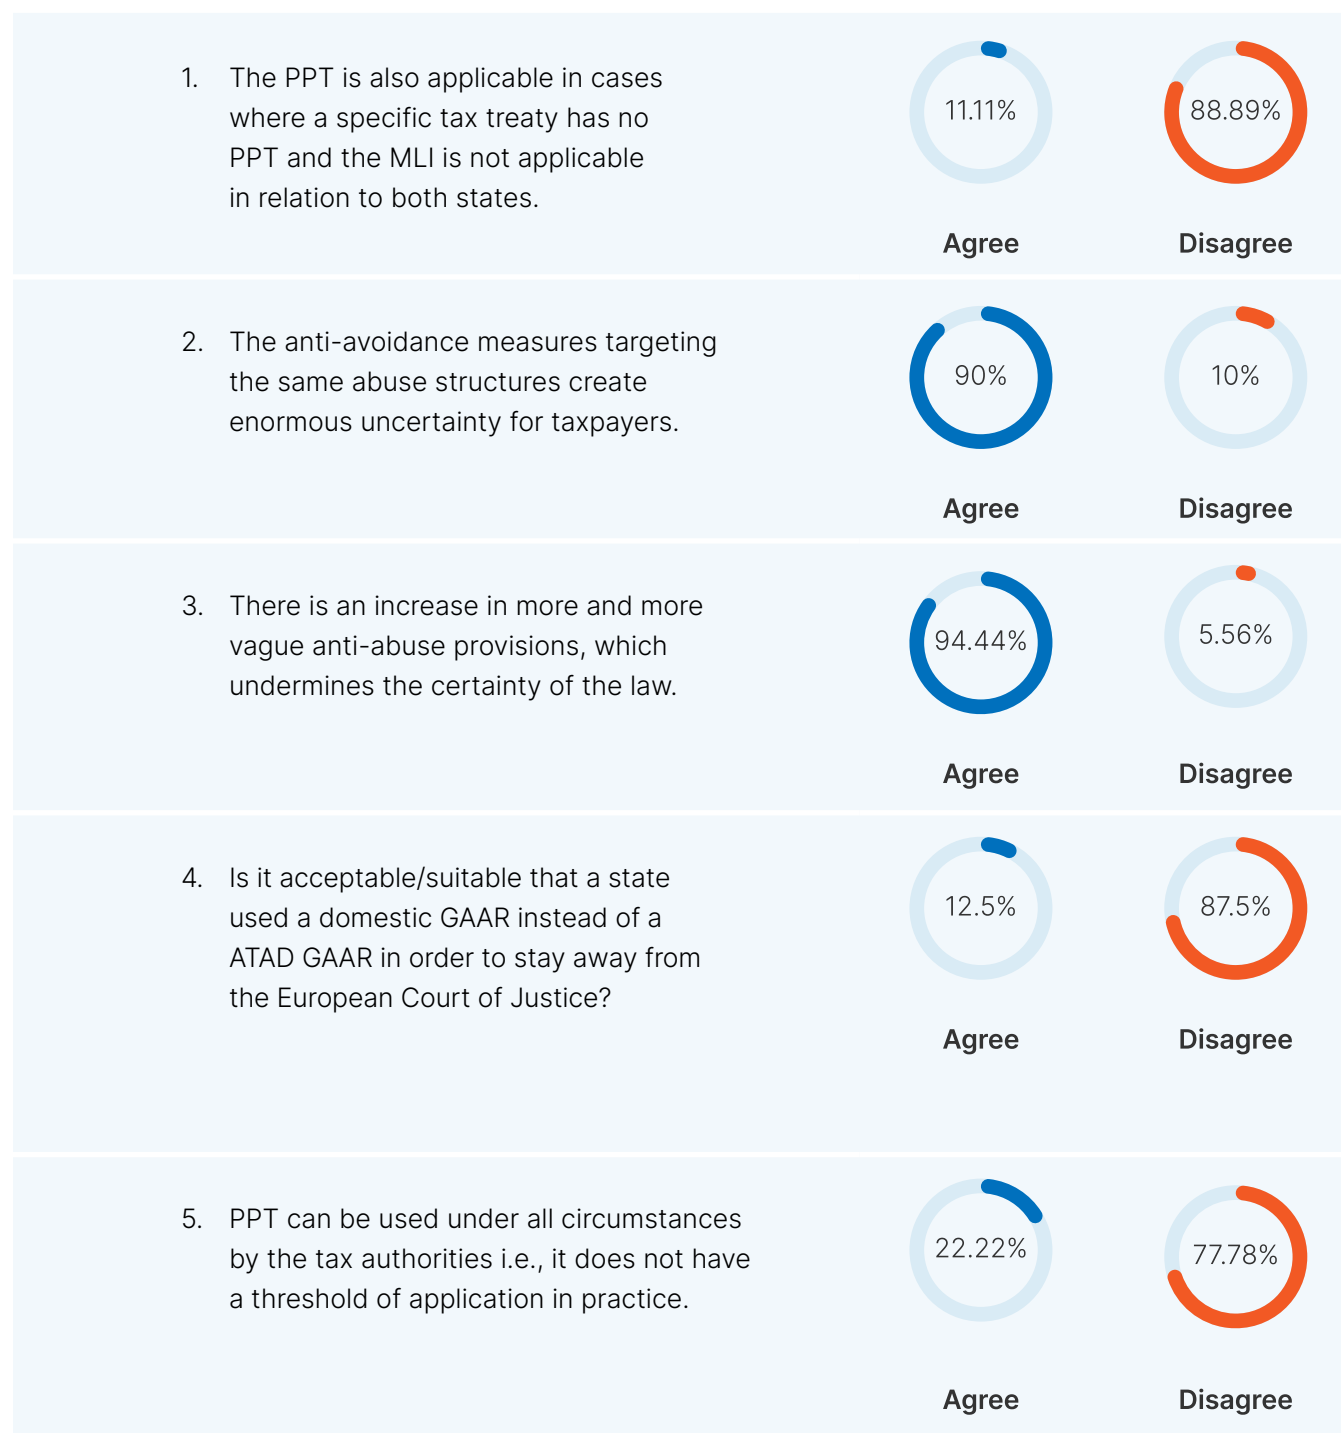 1. The PPT is also applicable in cases
where a specific tax treaty has no
PPT and the MLI is not applicable
in relation to both states.
11.11%
88.89%
Agree
Disagree
2. The anti-avoidance measures targeting
the same abuse structures create
enormous uncertainty for taxpayers.
90%
10%
Agree
Disagree
3. There is an increase in more and more
vague anti-abuse provisions, which
undermines the certainty of the law.
94.44%
5.56%
Agree
Disagree
4. Is it acceptable/suitable that a state
used a domestic GAAR instead of a
ATAD GAAR in order to stay away from
the European Court of Justice?
12.5%
87.5%
Agree
Disagree
5. PPT can be used under all circumstances
by the tax authorities i.e., it does not have
a threshold of application in practice.
22.22%
77.78%
Agree
Disagree